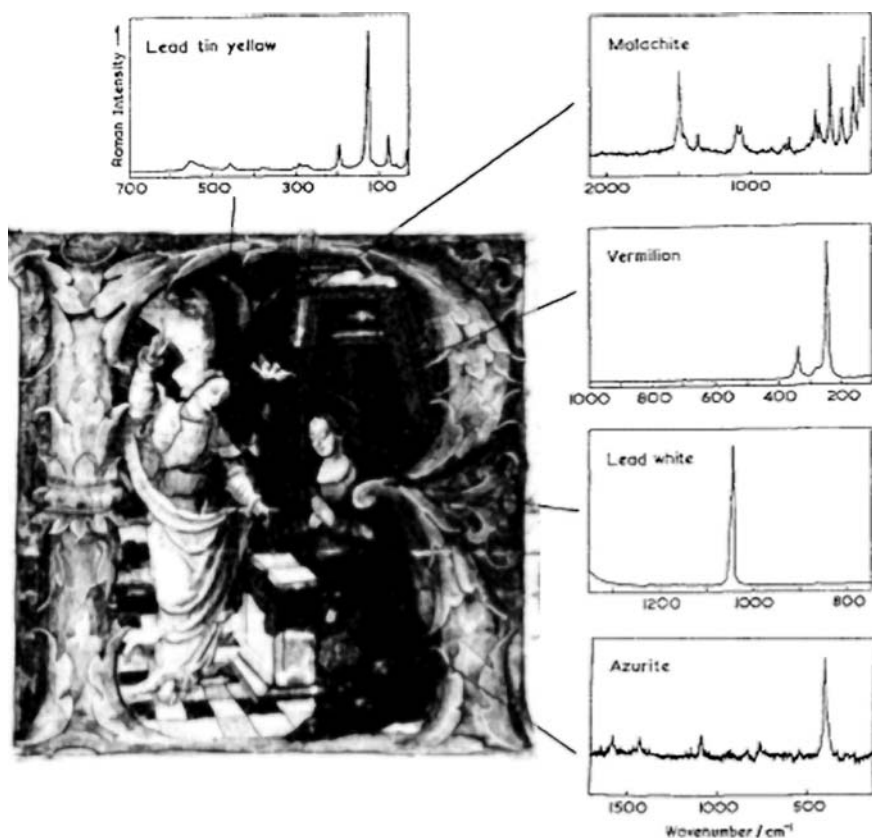 Lead tin yellow
Raman Intensity
700 500 300 100
Malachite
2000 1000
Vermilion
1000 800 600 400 200
Lead white
1200 1000 800
Azurite
1500 1000 500
Wavenumber / cm⁻¹